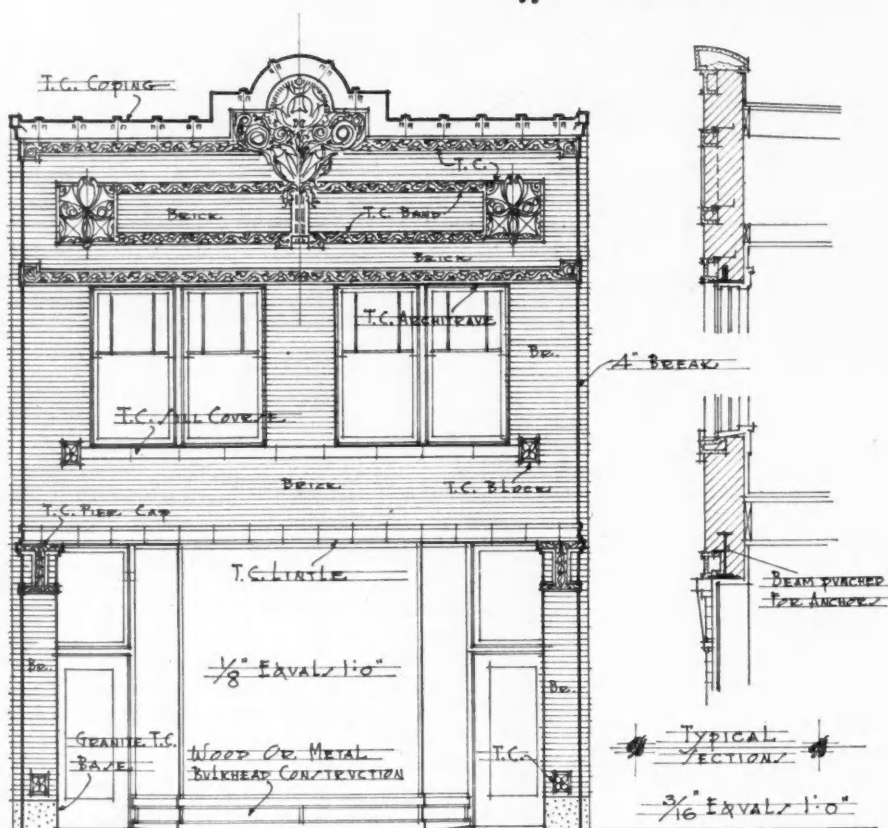 T.C. COPING
T.C.
BRICK
T.C. BAND
BRICK
T.C. ARCHITRAVE
BR.
4" BREAK
T.C. SILL COURSE
BRICK
T.C. BLOCK
T.C. PIER CAP
T.C. LINTLE
BEAM PUNCHED
FOR ANCHORS
BR.
1/8" EQUALS 1'-0"
BR.
GRANITE T.C.
BASE
WOOD OR METAL
BULKHEAD CONSTRUCTION
T.C.
TYPICAL
SECTIONS
3/16" EQUALS 1'-0"